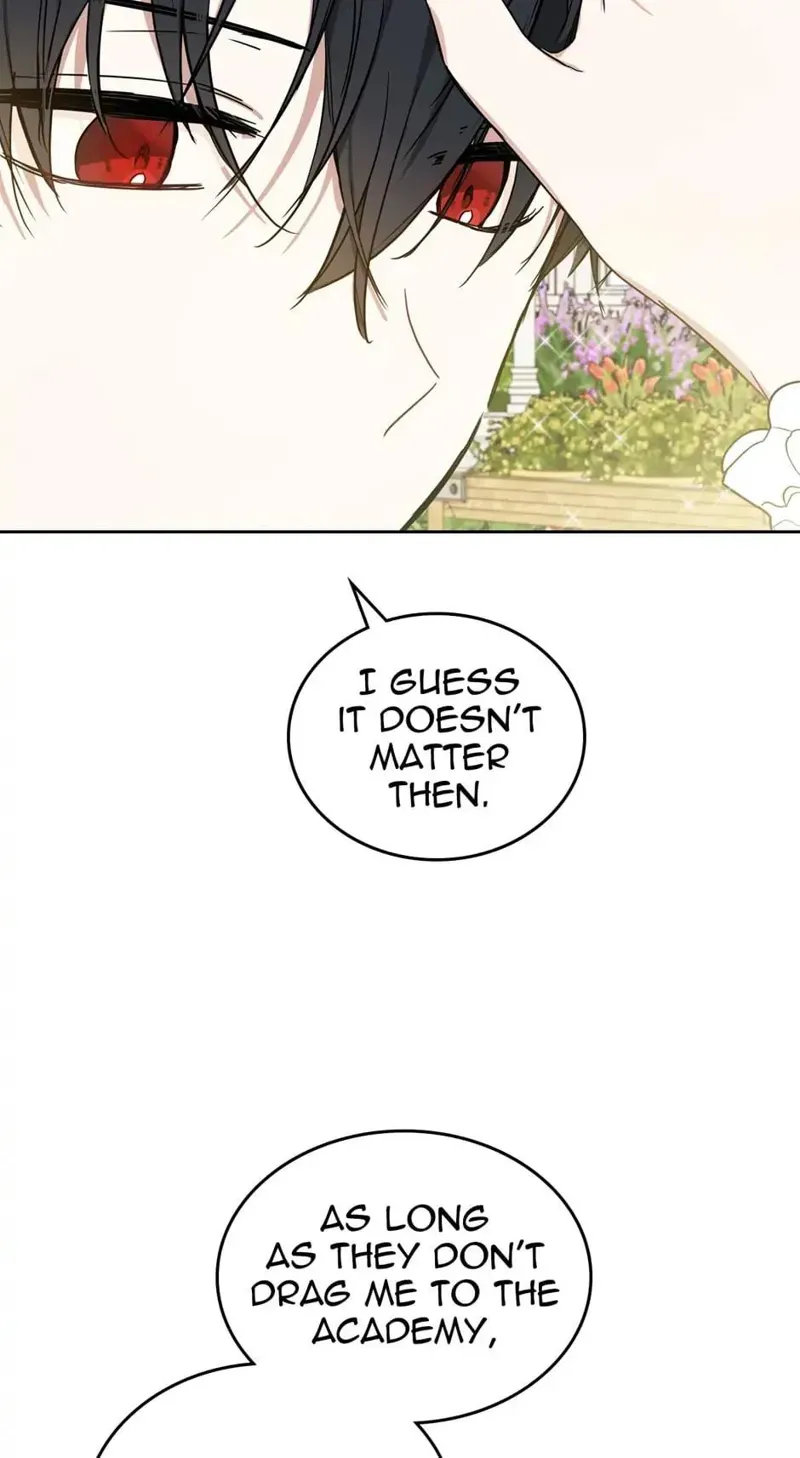 I GUESS
IT DOESN'T
MATTER
THEN.
AS LONG
AS THEY DON'T
DRAG ME TO THE
ACADEMY,